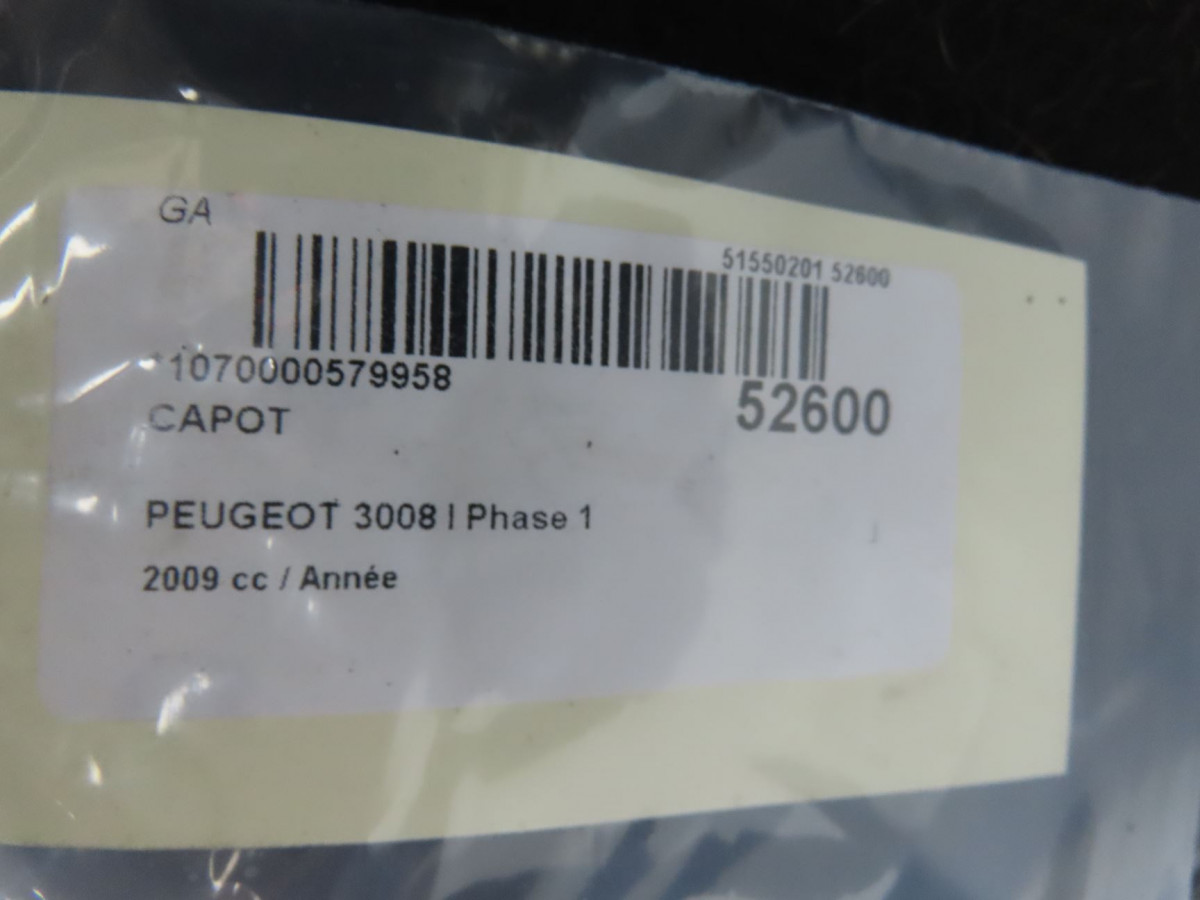 GA
51550201 52600
*1070000579958
52600
CAPOT
PEUGEOT 3008 I Phase 1
2009 cc / Année